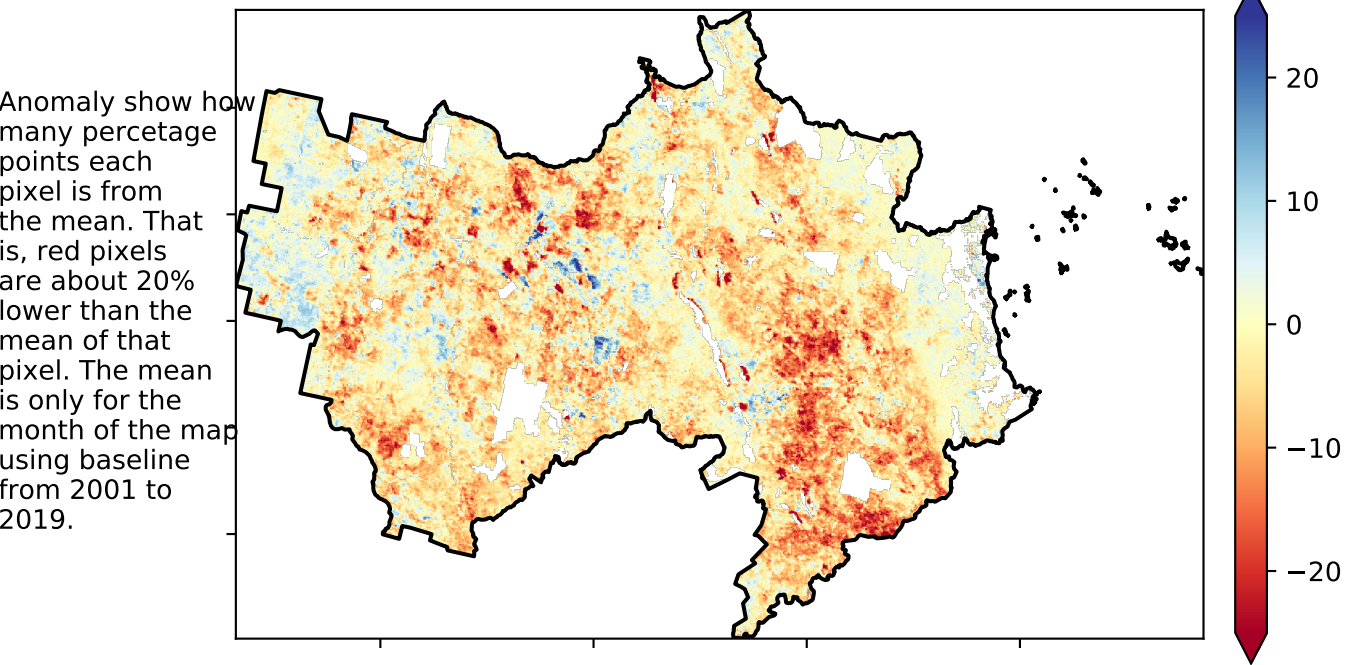 Anomaly show how
many percetage
points each
pixel is from
the mean. That
is, red pixels
are about 20%
lower than the
mean of that
pixel. The mean
is only for the
month of the map
using baseline
from 2001 to
2019.
20
10
0
−10
−20